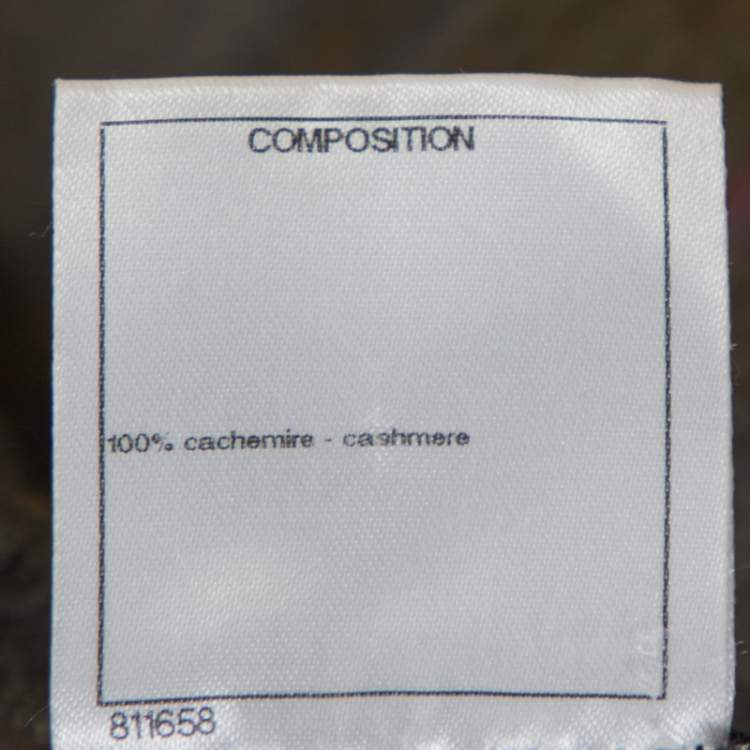 COMPOSITION
100% cachemire - cashmere
811658